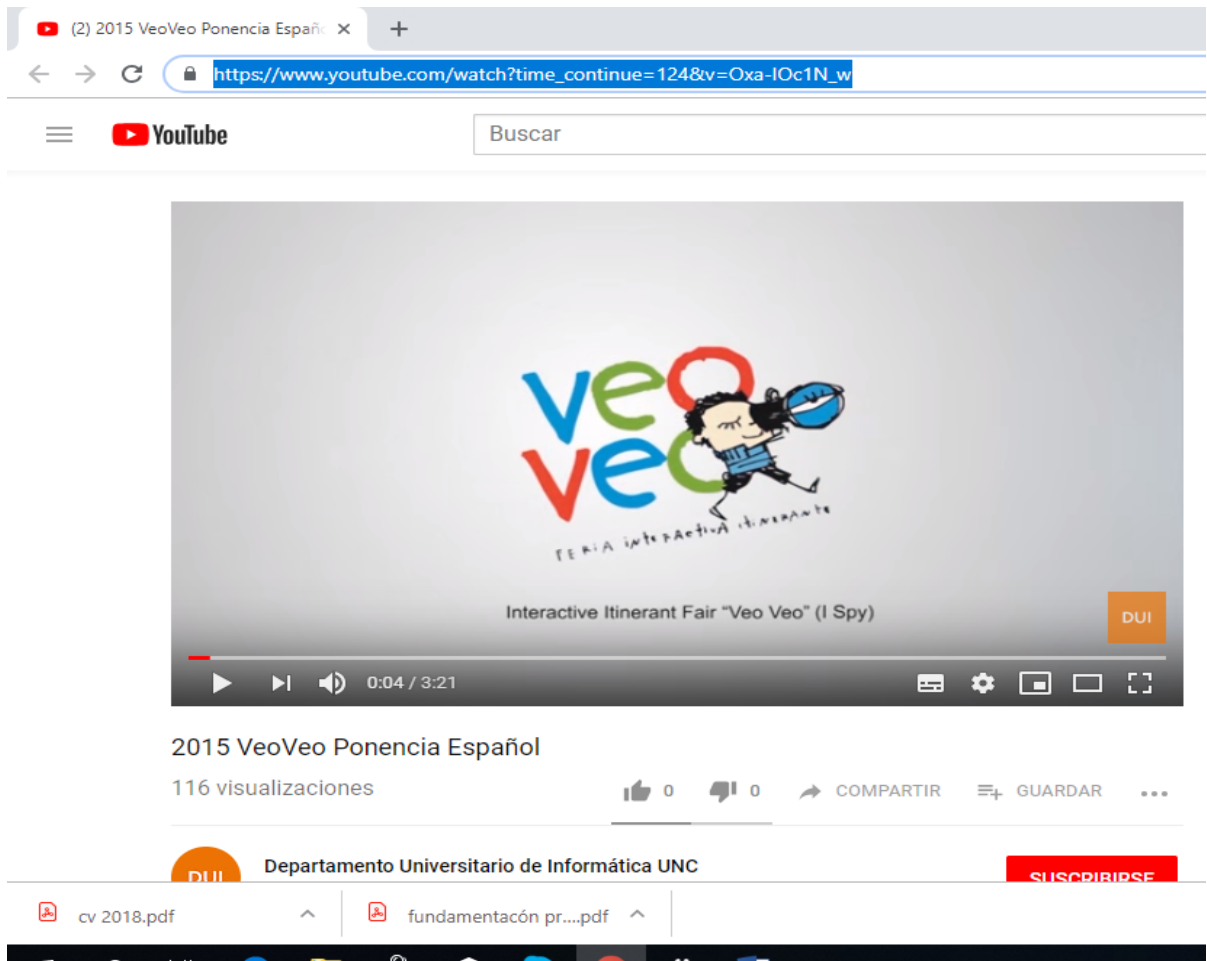 (2) 2015 VeoVeo Ponencia Españo
https://www.youtube.com/watch?time_continue=124&v=Oxa-IOc1N_w
YouTube
Buscar
veo
veo
FERiA interActivA itinerAnte
Interactive Itinerant Fair “Veo Veo” (I Spy)
DUI
0:04 / 3:21
2015 VeoVeo Ponencia Español
116 visualizaciones
0 0 COMPARTIR GUARDAR
DUI
Departamento Universitario de Informática UNC
SUSCRIBIRSE
cv 2018.pdf
fundamentacón pr....pdf